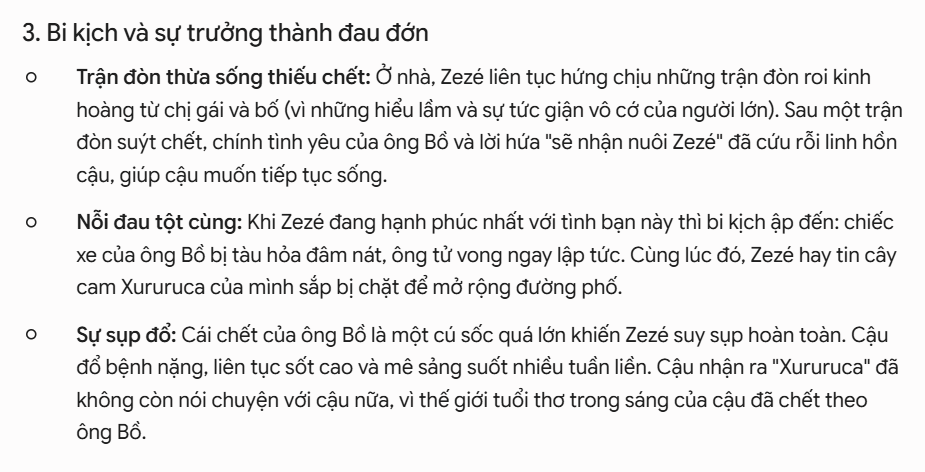 3. Bi kịch và sự trưởng thành đau đớn
Trận đòn thừa sống thiếu chết: Ở nhà, Zezé liên tục hứng chịu những trận đòn roi kinh
hoàng từ chị gái và bố (vì những hiểu lầm và sự tức giận vô cớ của người lớn). Sau một trận
đòn suýt chết, chính tình yêu của ông Bồ và lời hứa "sẽ nhận nuôi Zezé" đã cứu rỗi linh hồn
cậu, giúp cậu muốn tiếp tục sống.
Nỗi đau tột cùng: Khi Zezé đang hạnh phúc nhất với tình bạn này thì bi kịch ập đến: chiếc
xe của ông Bồ bị tàu hỏa đâm nát, ông tử vong ngay lập tức. Cùng lúc đó, Zezé hay tin cây
cam Xururuca của mình sắp bị chặt để mở rộng đường phố.
Sự sụp đổ: Cái chết của ông Bồ là một cú sốc quá lớn khiến Zezé suy sụp hoàn toàn. Cậu
đổ bệnh nặng, liên tục sốt cao và mê sảng suốt nhiều tuần liền. Cậu nhận ra "Xururuca" đã
không còn nói chuyện với cậu nữa, vì thế giới tuổi thơ trong sáng của cậu đã chết theo
ông Bồ.